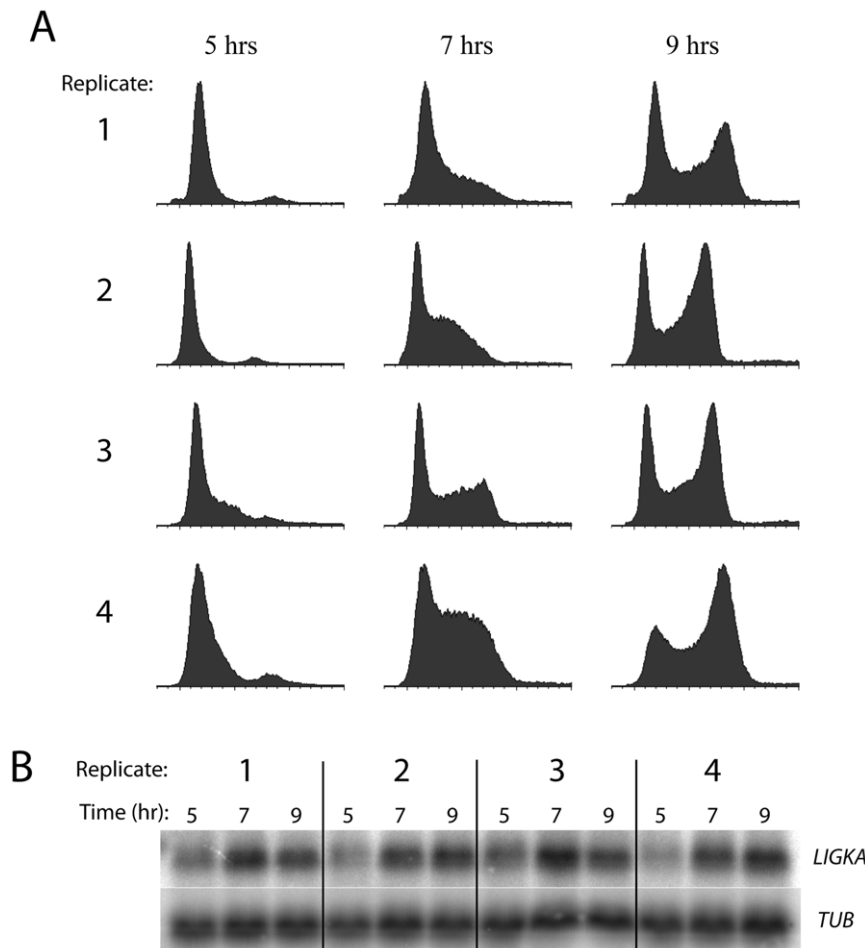 A
5 hrs 7 hrs 9 hrs
Replicate:
1
2
3
4
B Replicate: 1 2 3 4
Time (hr): 5 7 9 5 7 9 5 7 9 5 7 9
LIGKA
TUB